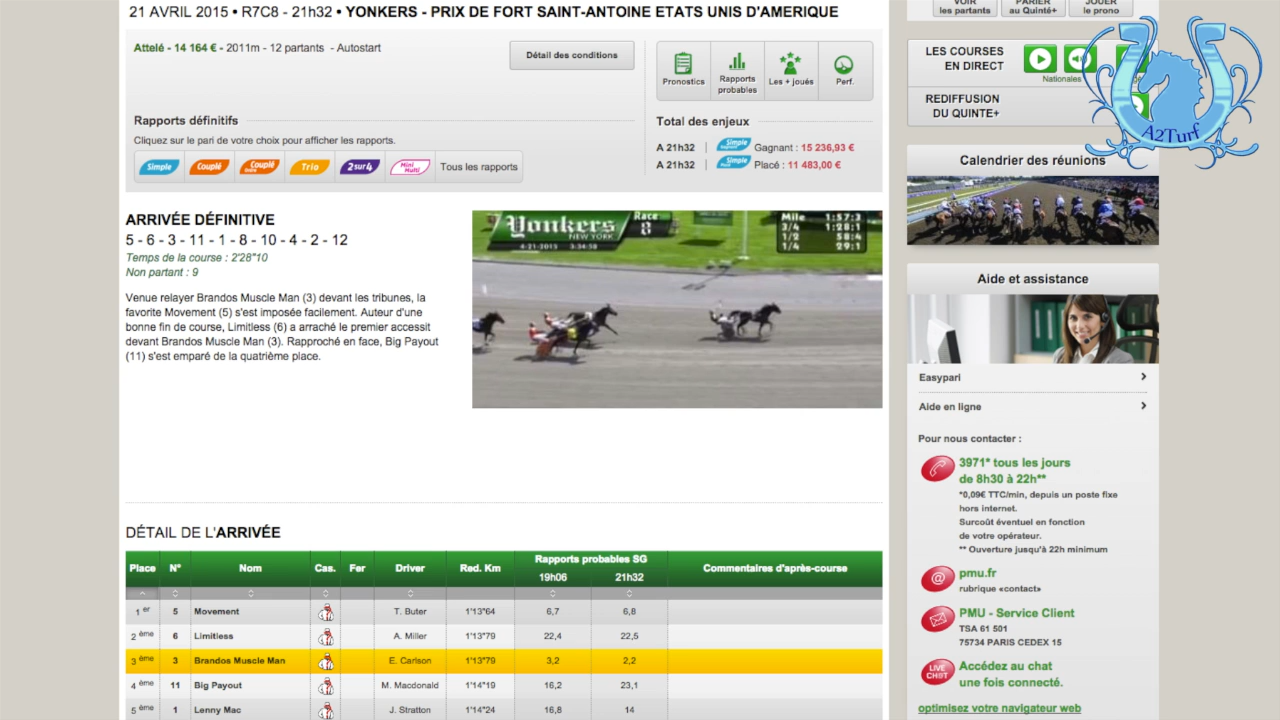 21 AVRIL 2015 • R7C8 - 21h32 • YONKERS - PRIX DE FORT SAINT-ANTOINE ETATS UNIS D'AMERIQUE
Attelé - 14 164 € - 2011m - 12 partants - Autostart
Détail des conditions
Pronostics
Rapports
probables
Les + joués
Perf.
Rapports définitifs
Cliquez sur le pari de votre choix pour afficher les rapports.
Simple
Couplé
Couplé
Trio
2sur4
Mini
Multi
Tous les rapports
Total des enjeux
A 21h32 | Simple Gagnant : 15 236,93 €
A 21h32 | Simple Placé : 11 483,00 €
ARRIVÉE DÉFINITIVE
5 - 6 - 3 - 11 - 1 - 8 - 10 - 4 - 2 - 12
Temps de la course : 2'28"10
Non partant : 9
Venue relayer Brandos Muscle Man (3) devant les tribunes, la
favorite Movement (5) s'est imposée facilement. Auteur d'une
bonne fin de course, Limitless (6) a arraché le premier accessit
devant Brandos Muscle Man (3). Rapproché en face, Big Payout
(11) s'est emparé de la quatrième place.
Yonkers
NEW YORK
4-21-2015 3:34:58
Race
8
Mile 1:57:3
3/4 1:28:1
1/2 58:4
1/4 29:1
DÉTAIL DE L'ARRIVÉE
Place N° Nom Cas. Fer Driver Red. Km Rapports probables SG Commentaires d'après-course
19h06 21h32
1 er 5 Movement T. Buter 1'13"64 6,7 6,8
2 ème 6 Limitless A. Miller 1'13"79 22,4 22,5
3 ème 3 Brandos Muscle Man E. Carlson 1'13"79 3,2 2,2
4 ème 11 Big Payout M. Macdonald 1'14"19 16,2 23,1
5 ème 1 Lenny Mac J. Stratton 1'14"24 16,8 14
VOIR
les partants
PARIER
au Quinté+
JOUER
le prono
LES COURSES
EN DIRECT
Nationales
REDIFFUSION
DU QUINTE+
A2Turf
Calendrier des réunions
Aide et assistance
Easypari
Aide en ligne
Pour nous contacter :
3971* tous les jours
de 8h30 à 22h**
*0,09€ TTC/min, depuis un poste fixe
hors internet.
Surcoût éventuel en fonction
de votre opérateur.
** Ouverture jusqu'à 22h minimum
@ pmu.fr
rubrique «contact»
PMU - Service Client
TSA 61 501
75734 PARIS CEDEX 15
LIVE
CHAT
Accédez au chat
une fois connecté.
optimisez votre navigateur web